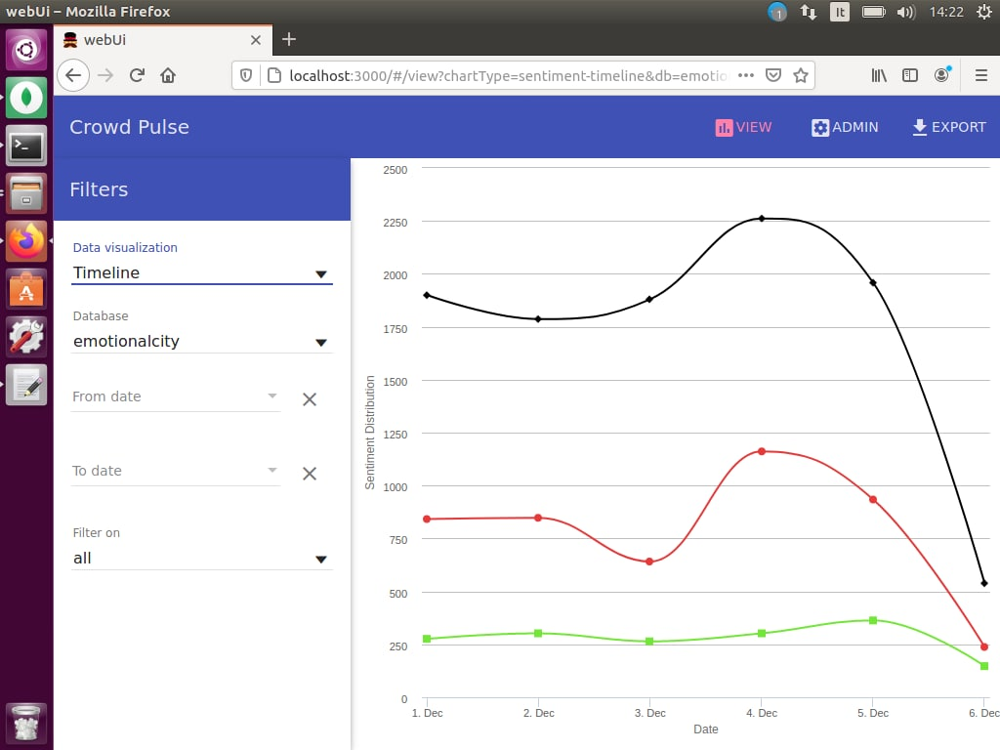 webUi – Mozilla Firefox
1
It
14:22
webUi
localhost:3000/#/view?chartType=sentiment-timeline&db=emotio
Crowd Pulse
VIEW
ADMIN
EXPORT
Filters
Data visualization
Timeline
Database
emotionalcity
From date
To date
Filter on
all
Sentiment Distribution
2500
2250
2000
1750
1500
1250
1000
750
500
250
0
1. Dec
2. Dec
3. Dec
4. Dec
5. Dec
6. Dec
Date